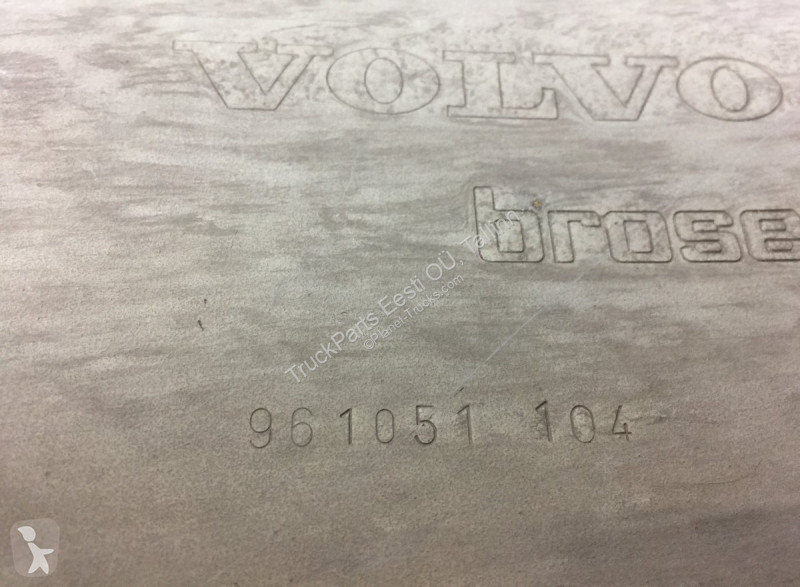 VOLVO
brose
TruckParts Eesti OÜ, Tallinn
©Planet-Trucks.com
961051 104